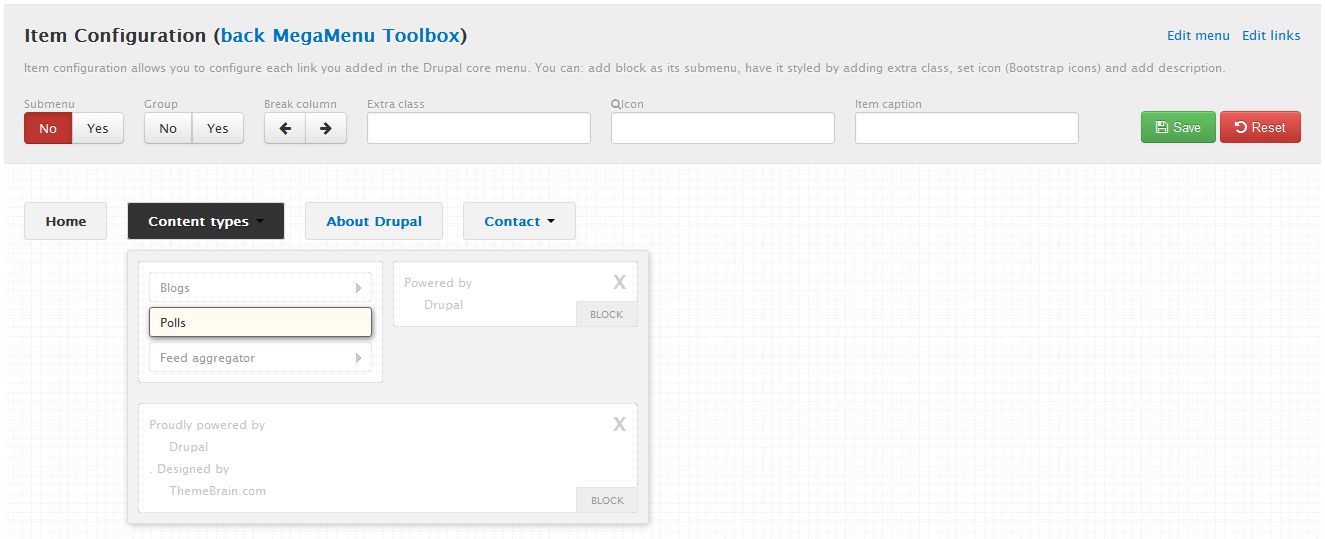 Item Configuration (back MegaMenu Toolbox)
Edit menu Edit links
Item configuration allows you to configure each link you added in the Drupal core menu. You can: add block as its submenu, have it styled by adding extra class, set icon (Bootstrap icons) and add description.
Submenu Group Break column Extra class Icon Item caption
No Yes No Yes Save Reset
Home Content types About Drupal Contact
Blogs
Polls
Feed aggregator
Powered by
Drupal
X
BLOCK
Proudly powered by
Drupal
. Designed by
ThemeBrain.com
X
BLOCK